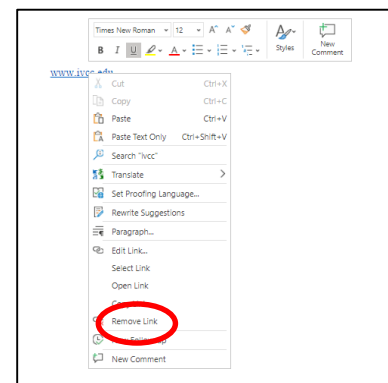 Times New Roman 12 A A
B I U A Styles New Comment
www.ivcc.edu
Cut Ctrl+X
Copy Ctrl+C
Paste Ctrl+V
Paste Text Only Ctrl+Shift+V
Search "ivcc"
Translate
Set Proofing Language...
Rewrite Suggestions
Paragraph...
Edit Link...
Select Link
Open Link
Remove Link
New Comment